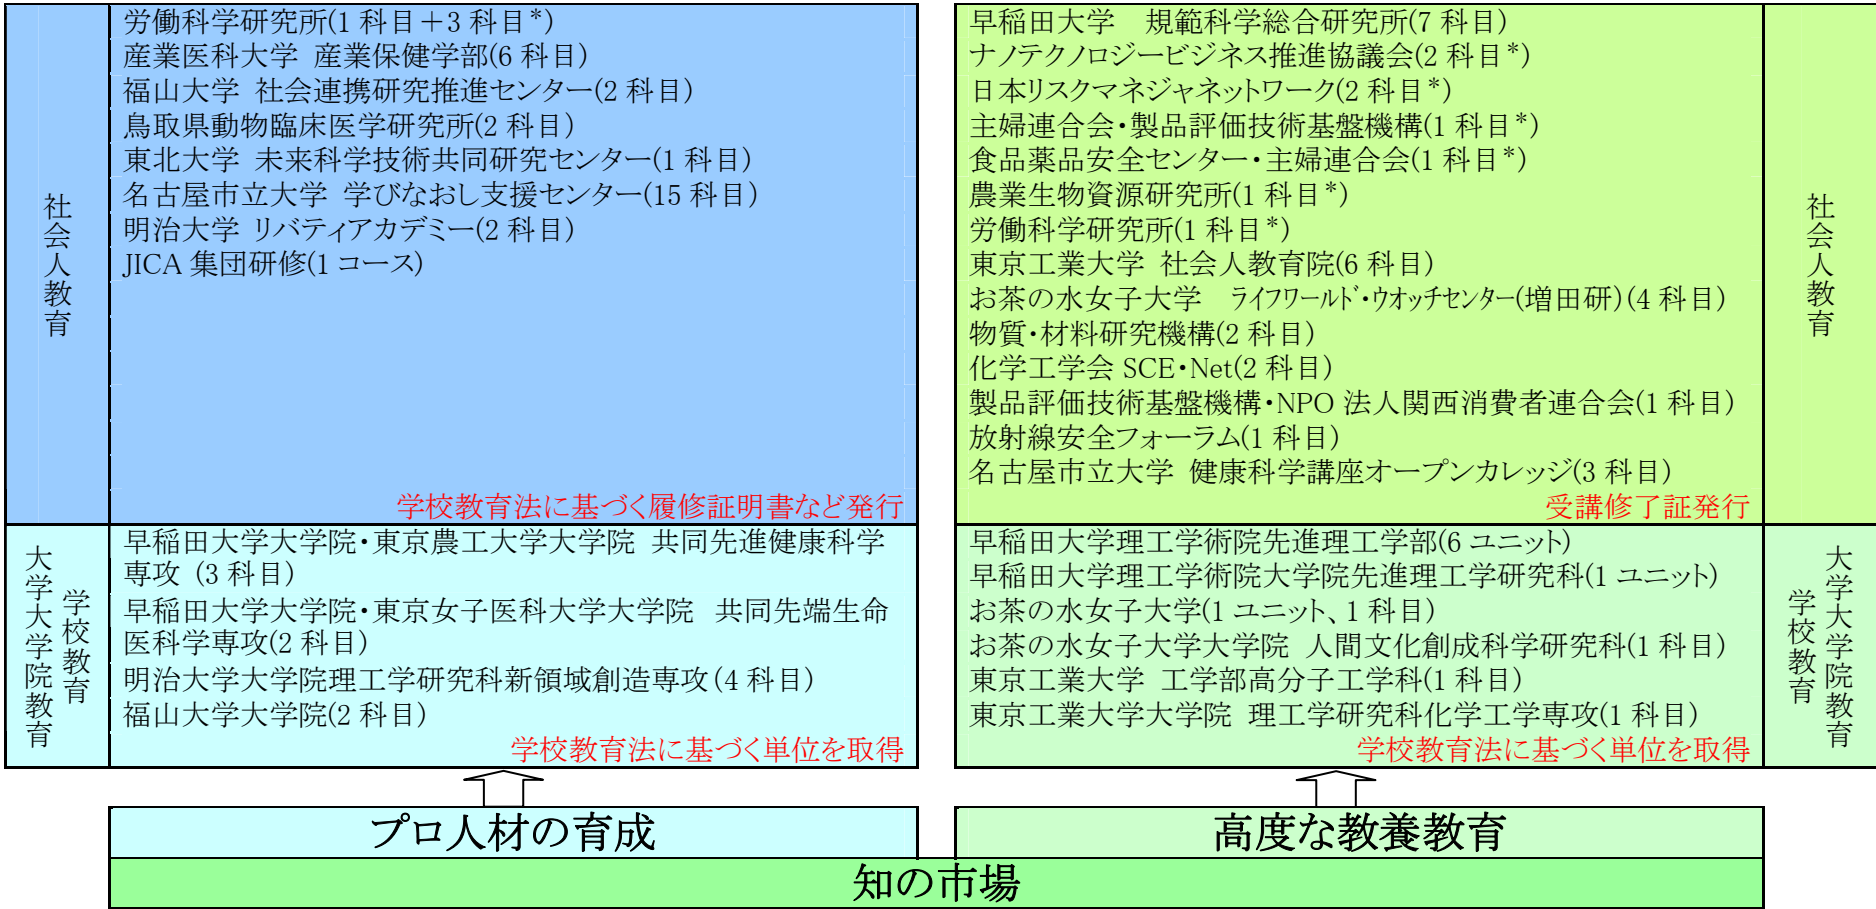 社会人教育
労働科学研究所(1 科目＋3 科目*)
産業医科大学 産業保健学部(6 科目)
福山大学 社会連携研究推進センター(2 科目)
鳥取県動物臨床医学研究所(2 科目)
東北大学 未来科学技術共同研究センター(1 科目)
名古屋市立大学 学びなおし支援センター(15 科目)
明治大学 リバティアカデミー(2 科目)
JICA 集団研修(1 コース)
学校教育法に基づく履修証明書など発行
学校教育
大学大学院教育
早稲田大学大学院・東京農工大学大学院 共同先進健康科学
専攻 (3 科目)
早稲田大学大学院・東京女子医科大学大学院 共同先端生命
医科学専攻(2 科目)
明治大学大学院理工学研究科新領域創造専攻(4 科目)
福山大学大学院(2 科目)
学校教育法に基づく単位を取得
早稲田大学 規範科学総合研究所(7 科目)
ナノテクノロジービジネス推進協議会(2 科目*)
日本リスクマネジャネットワーク(2 科目*)
主婦連合会・製品評価技術基盤機構(1 科目*)
食品薬品安全センター・主婦連合会(1 科目*)
農業生物資源研究所(1 科目*)
労働科学研究所(1 科目*)
東京工業大学 社会人教育院(6 科目)
お茶の水女子大学 ライフワールド・ウオッチセンター(増田研)(4 科目)
物質・材料研究機構(2 科目)
化学工学会 SCE・Net(2 科目)
製品評価技術基盤機構・NPO 法人関西消費者連合会(1 科目)
放射線安全フォーラム(1 科目)
名古屋市立大学 健康科学講座オープンカレッジ(3 科目)
受講修了証発行
社会人教育
早稲田大学理工学術院先進理工学部(6 ユニット)
早稲田大学理工学術院大学院先進理工学研究科(1 ユニット)
お茶の水女子大学(1 ユニット、1 科目)
お茶の水女子大学大学院 人間文化創成科学研究科(1 科目)
東京工業大学 工学部高分子工学科(1 科目)
東京工業大学大学院 理工学研究科化学工学専攻(1 科目)
学校教育法に基づく単位を取得
大学大学院教育
学校教育
プロ人材の育成
高度な教養教育
知の市場